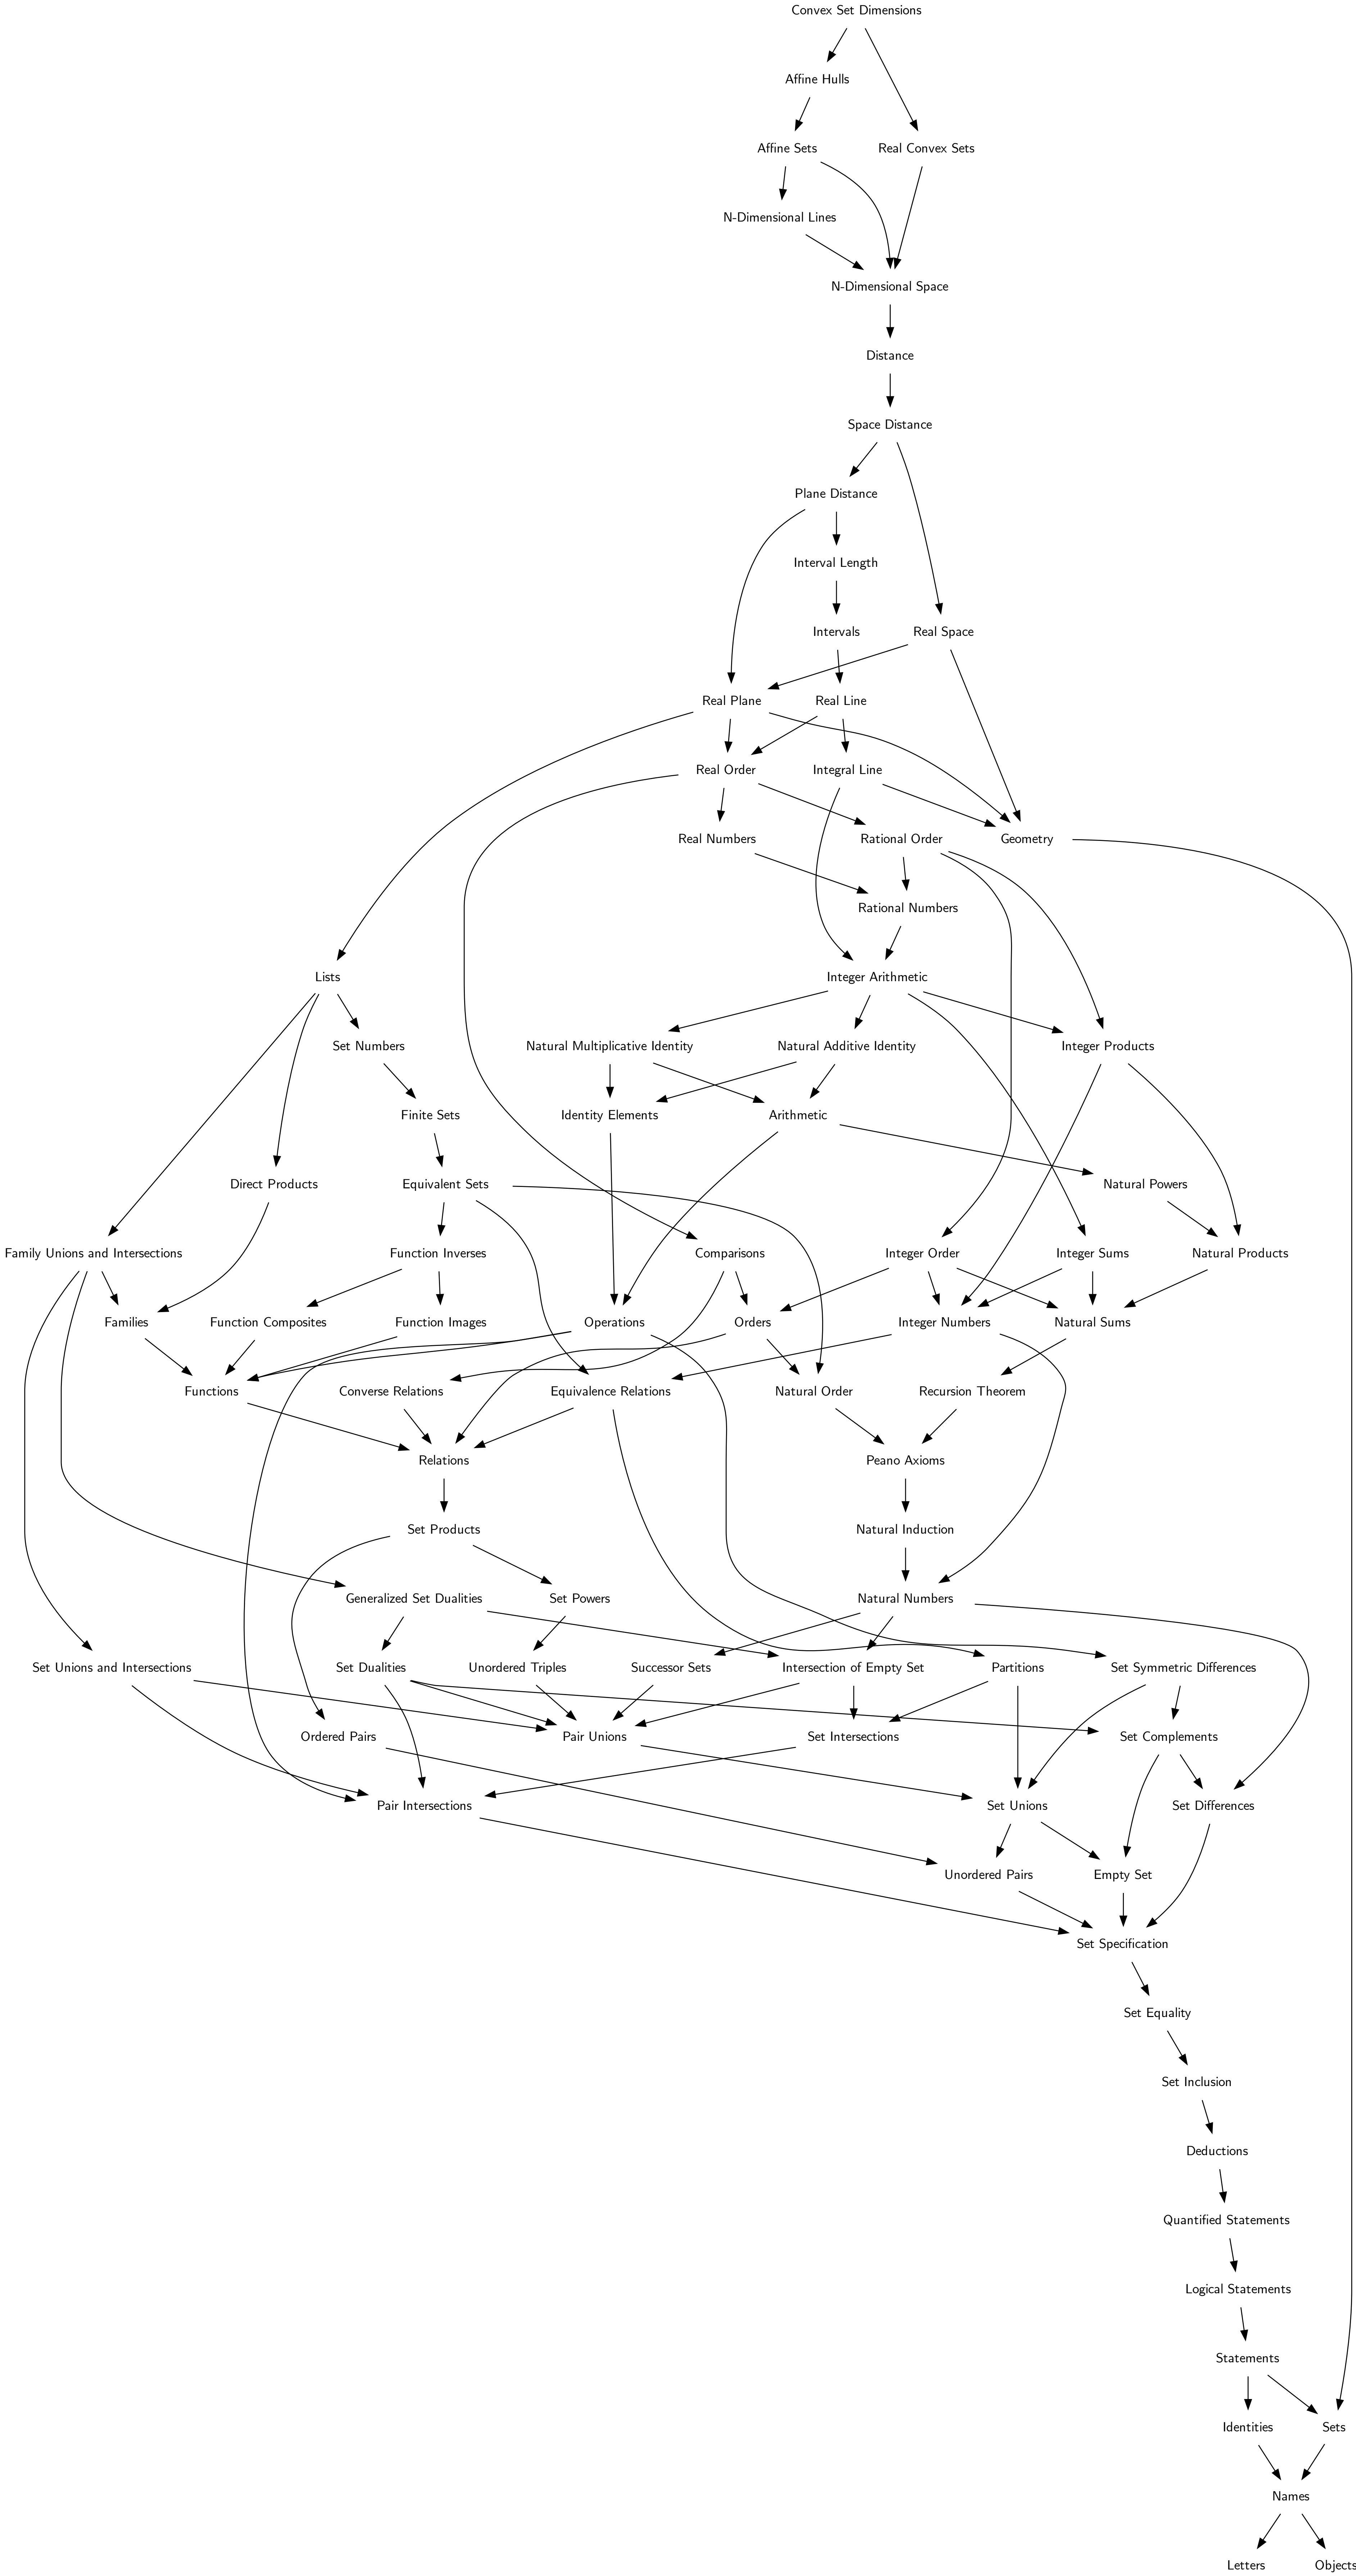 Convex Set Dimensions
Affine Hulls
Affine Sets
Real Convex Sets
N-Dimensional Lines
N-Dimensional Space
Distance
Space Distance
Plane Distance
Interval Length
Intervals
Real Space
Real Plane
Real Line
Real Order
Integral Line
Real Numbers
Rational Order
Geometry
Rational Numbers
Lists
Integer Arithmetic
Set Numbers
Natural Multiplicative Identity
Natural Additive Identity
Integer Products
Finite Sets
Identity Elements
Arithmetic
Direct Products
Equivalent Sets
Natural Powers
Family Unions and Intersections
Function Inverses
Comparisons
Integer Order
Integer Sums
Natural Products
Families
Function Composites
Function Images
Operations
Orders
Integer Numbers
Natural Sums
Functions
Converse Relations
Equivalence Relations
Natural Order
Recursion Theorem
Relations
Peano Axioms
Set Products
Natural Induction
Generalized Set Dualities
Set Powers
Natural Numbers
Set Unions and Intersections
Set Dualities
Unordered Triples
Successor Sets
Intersection of Empty Set
Partitions
Set Symmetric Differences
Ordered Pairs
Pair Unions
Set Intersections
Set Complements
Pair Intersections
Set Unions
Set Differences
Unordered Pairs
Empty Set
Set Specification
Set Equality
Set Inclusion
Deductions
Quantified Statements
Logical Statements
Statements
Identities
Sets
Names
Letters
Objects